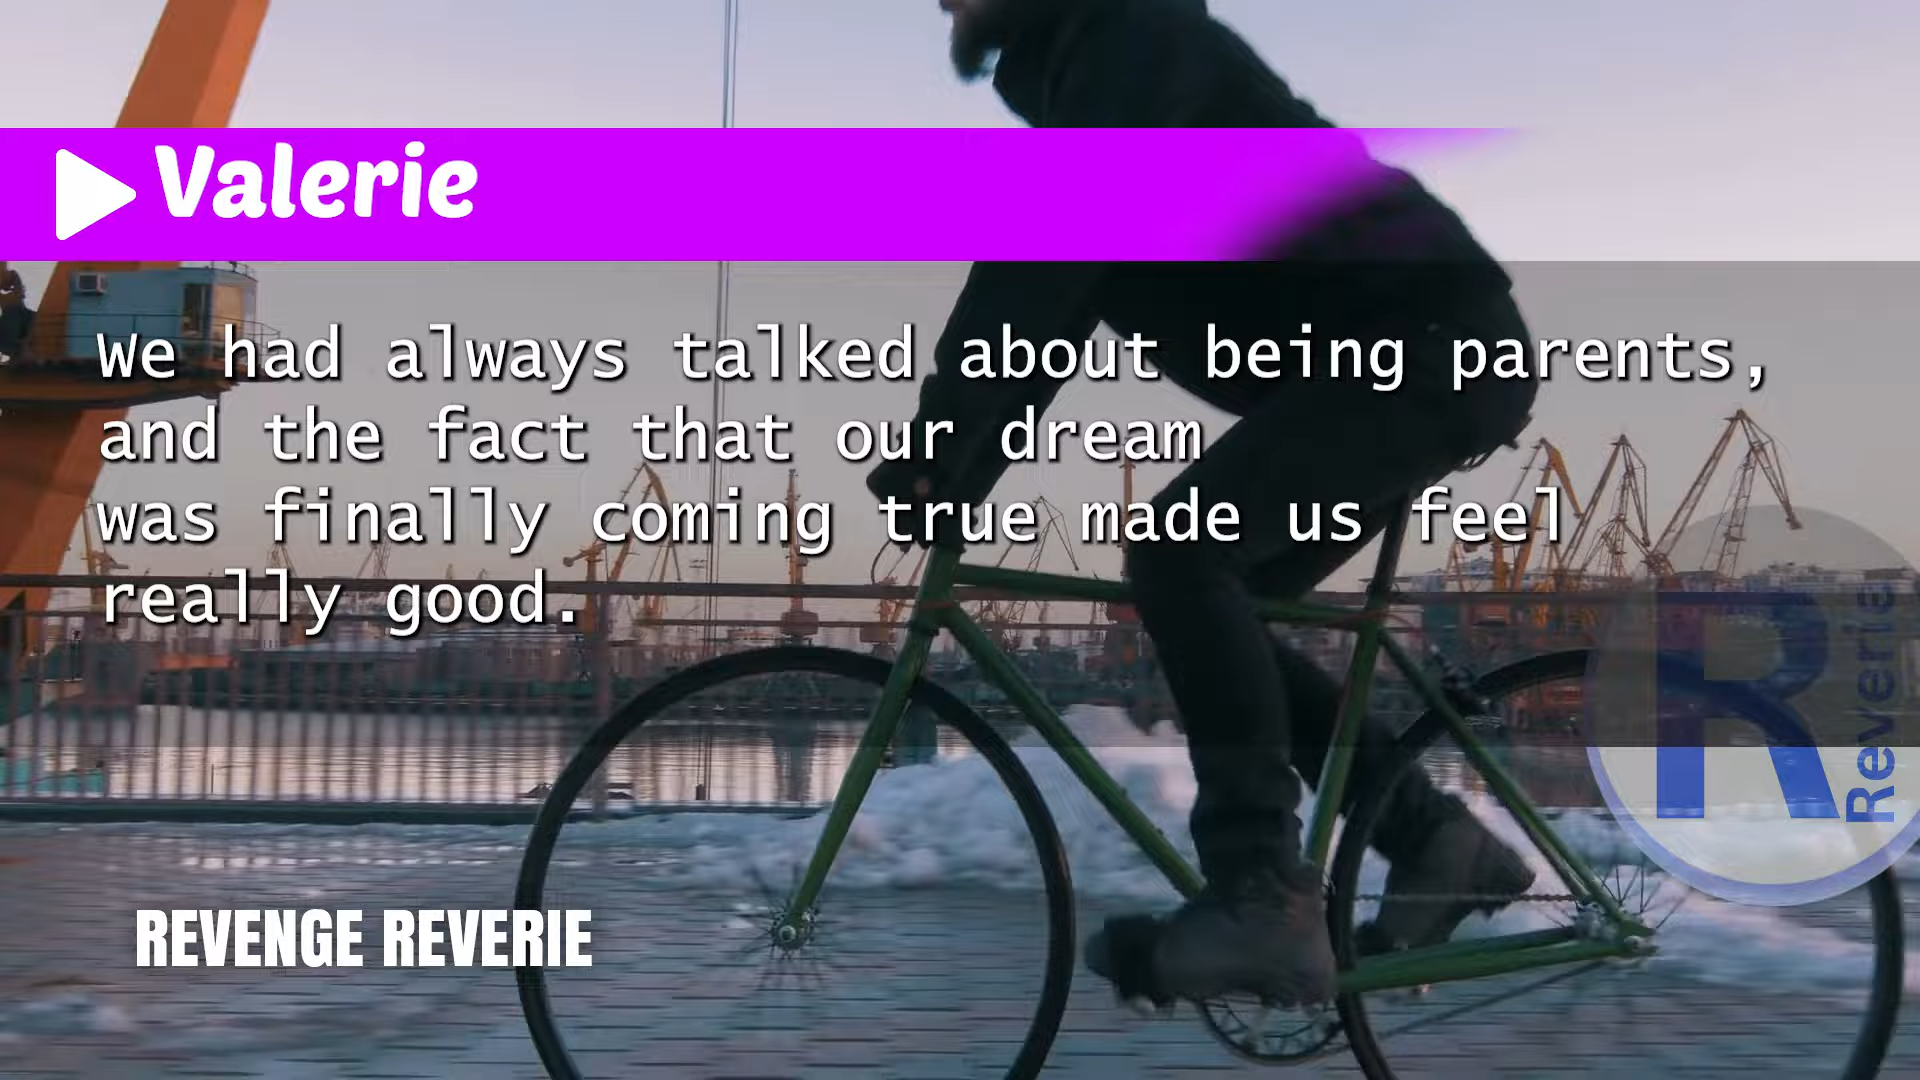 Valerie
We had always talked about being parents,
and the fact that our dream
was finally coming true made us feel
really good.
R
Reverie
REVENGE REVERIE